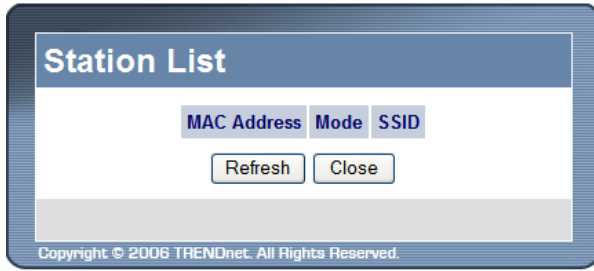 Station List
MAC Address Mode SSID
Refresh Close
Copyright © 2006 TRENDnet. All Rights Reserved.